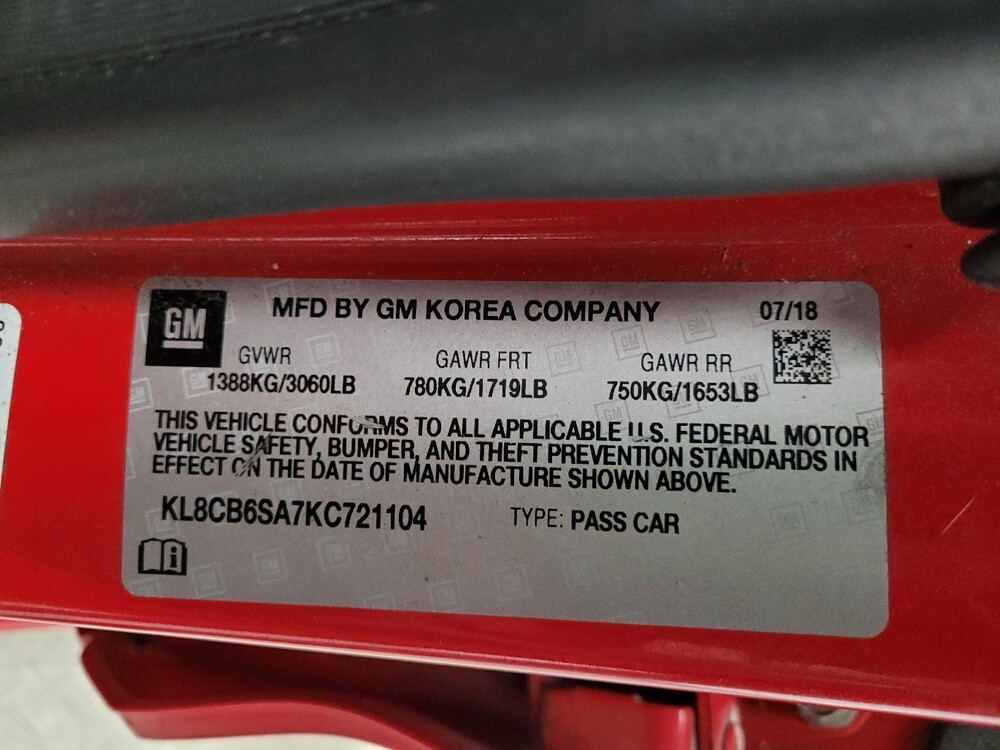 GM
MFD BY GM KOREA COMPANY 07/18
GVWR GAWR FRT GAWR RR
1388KG/3060LB 780KG/1719LB 750KG/1653LB
THIS VEHICLE CONFORMS TO ALL APPLICABLE U.S. FEDERAL MOTOR
VEHICLE SAFETY, BUMPER, AND THEFT PREVENTION STANDARDS IN
EFFECT ON THE DATE OF MANUFACTURE SHOWN ABOVE.
KL8CB6SA7KC721104 TYPE: PASS CAR
i